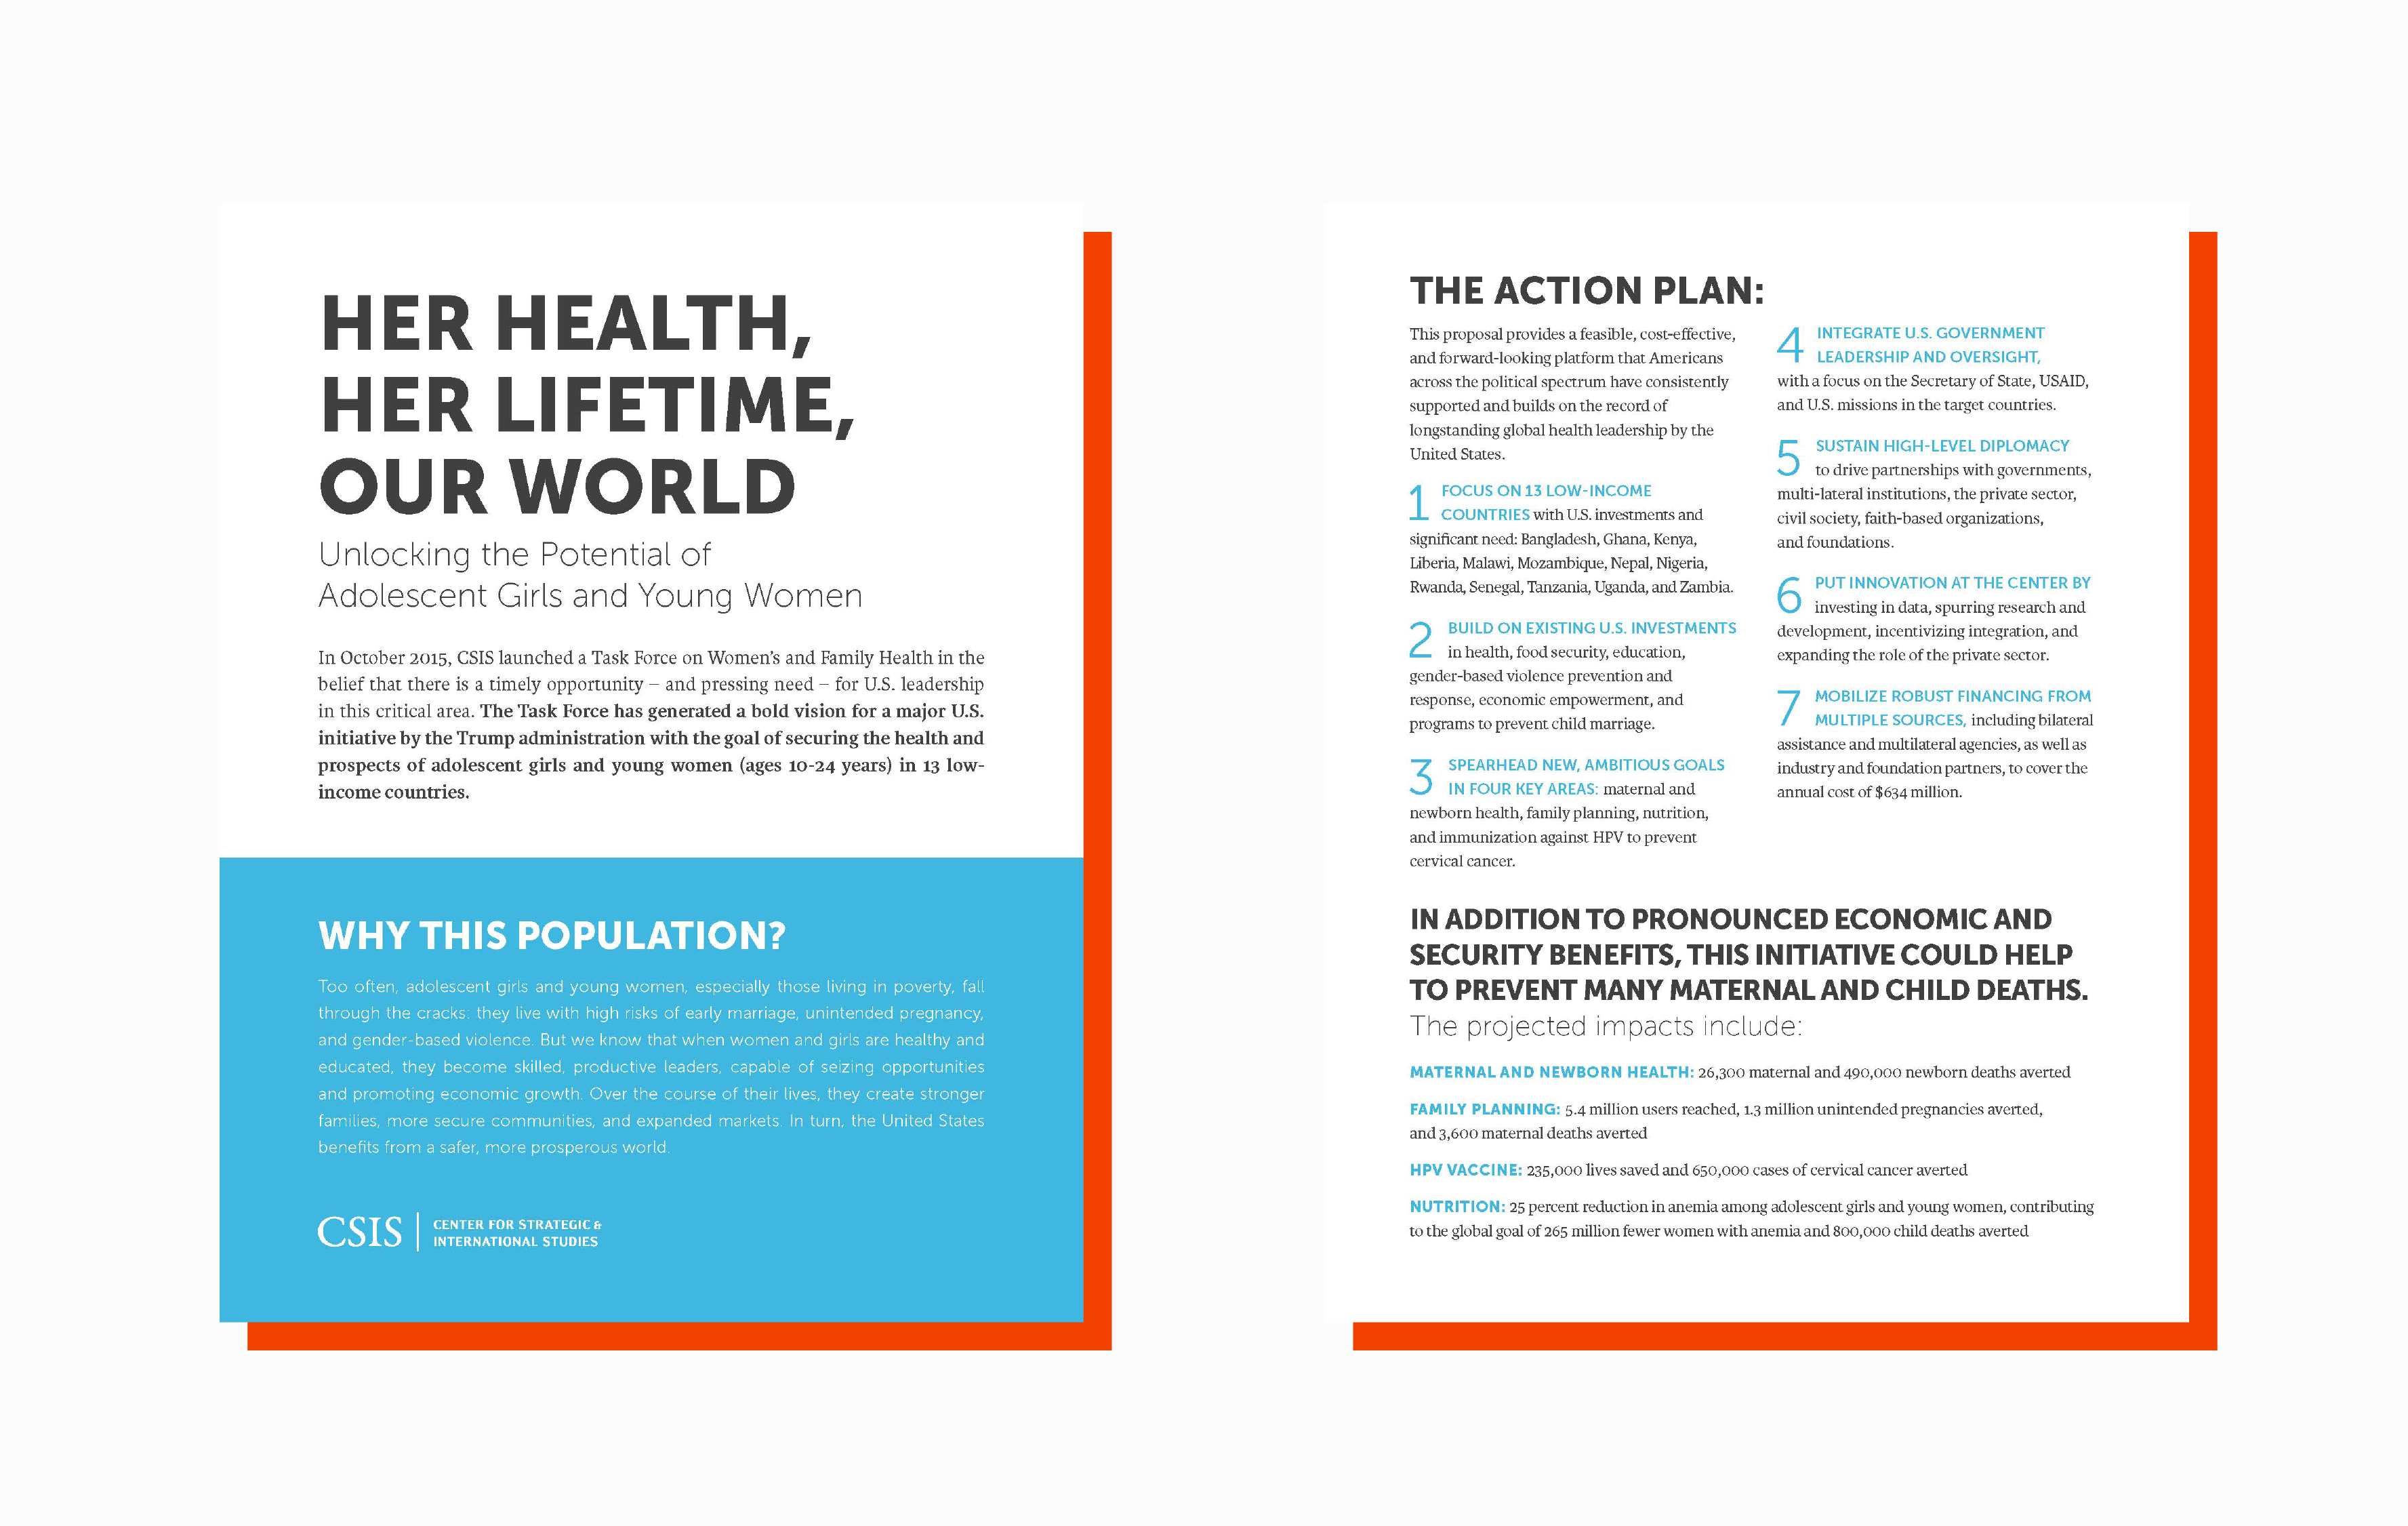 HER HEALTH,
HER LIFETIME,
OUR WORLD
Unlocking the Potential of
Adolescent Girls and Young Women
In October 2015, CSIS launched a Task Force on Women's and Family Health in the
belief that there is a timely opportunity – and pressing need – for U.S. leadership
in this critical area. The Task Force has generated a bold vision for a major U.S.
initiative by the Trump administration with the goal of securing the health and
prospects of adolescent girls and young women (ages 10-24 years) in 13 low-
income countries.
WHY THIS POPULATION?
Too often, adolescent girls and young women, especially those living in poverty, fall
through the cracks: they live with high risks of early marriage, unintended pregnancy,
and gender-based violence. But we know that when women and girls are healthy and
educated, they become skilled, productive leaders, capable of seizing opportunities
and promoting economic growth. Over the course of their lives, they create stronger
families, more secure communities, and expanded markets. In turn, the United States
benefits from a safer, more prosperous world.
CSIS | CENTER FOR STRATEGIC &
INTERNATIONAL STUDIES
THE ACTION PLAN:
This proposal provides a feasible, cost-effective,
and forward-looking platform that Americans
across the political spectrum have consistently
supported and builds on the record of
longstanding global health leadership by the
United States.
1 FOCUS ON 13 LOW-INCOME
COUNTRIES with U.S. investments and
significant need: Bangladesh, Ghana, Kenya,
Liberia, Malawi, Mozambique, Nepal, Nigeria,
Rwanda, Senegal, Tanzania, Uganda, and Zambia.
2 BUILD ON EXISTING U.S. INVESTMENTS
in health, food security, education,
gender-based violence prevention and
response, economic empowerment, and
programs to prevent child marriage.
3 SPEARHEAD NEW, AMBITIOUS GOALS
IN FOUR KEY AREAS: maternal and
newborn health, family planning, nutrition,
and immunization against HPV to prevent
cervical cancer.
4 INTEGRATE U.S. GOVERNMENT
LEADERSHIP AND OVERSIGHT,
with a focus on the Secretary of State, USAID,
and U.S. missions in the target countries.
5 SUSTAIN HIGH-LEVEL DIPLOMACY
to drive partnerships with governments,
multi-lateral institutions, the private sector,
civil society, faith-based organizations,
and foundations.
6 PUT INNOVATION AT THE CENTER BY
investing in data, spurring research and
development, incentivizing integration, and
expanding the role of the private sector.
7 MOBILIZE ROBUST FINANCING FROM
MULTIPLE SOURCES, including bilateral
assistance and multilateral agencies, as well as
industry and foundation partners, to cover the
annual cost of $634 million.
IN ADDITION TO PRONOUNCED ECONOMIC AND
SECURITY BENEFITS, THIS INITIATIVE COULD HELP
TO PREVENT MANY MATERNAL AND CHILD DEATHS.
The projected impacts include:
MATERNAL AND NEWBORN HEALTH: 26,300 maternal and 490,000 newborn deaths averted
FAMILY PLANNING: 5.4 million users reached, 1.3 million unintended pregnancies averted,
and 3,600 maternal deaths averted
HPV VACCINE: 235,000 lives saved and 650,000 cases of cervical cancer averted
NUTRITION: 25 percent reduction in anemia among adolescent girls and young women, contributing
to the global goal of 265 million fewer women with anemia and 800,000 child deaths averted